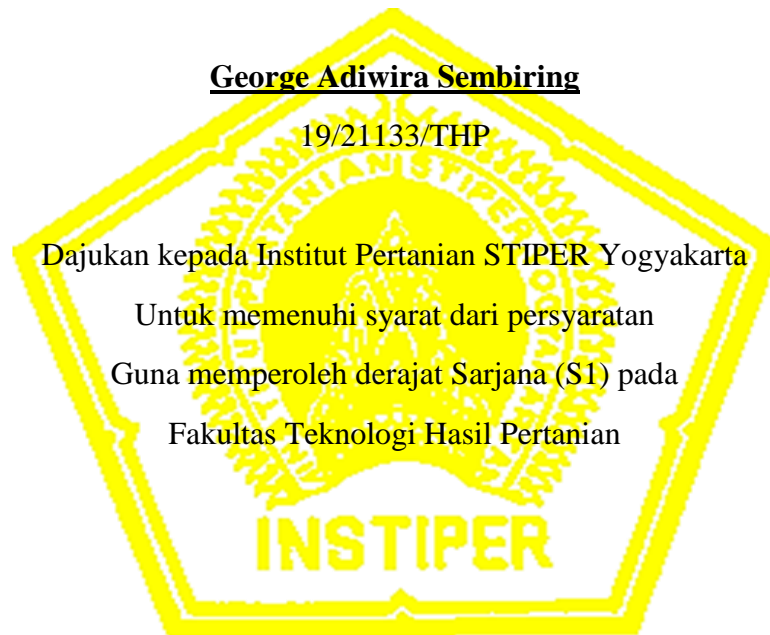 George Adiwira Sembiring
19/21133/THP
Dajukan kepada Institut Pertanian STIPER Yogyakarta
Untuk memenuhi syarat dari persyaratan
Guna memperoleh derajat Sarjana (S1) pada
Fakultas Teknologi Hasil Pertanian
INSTIPER